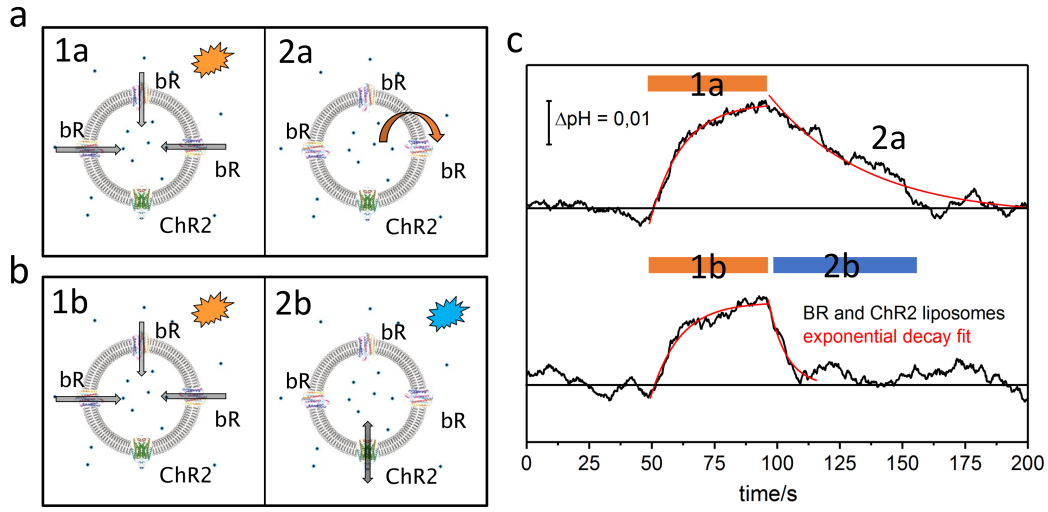 a
1a
bR
bR
bR
ChR2
2a
bR
bR
ChR2
b
1b
bR
bR
bR
ChR2
2b
bR
bR
bR
ChR2
c
1a
ΔpH = 0,01
2a
1b
2b
BR and ChR2 liposomes
exponential decay fit
0 25 50 75 100 125 150 175 200
time/s